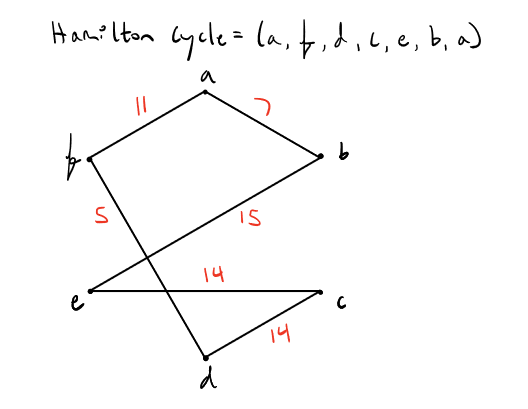 Hamilton cycle = (a, f, d, c, e, b, a)
a
11
7
f
b
5
15
14
e
c
14
d